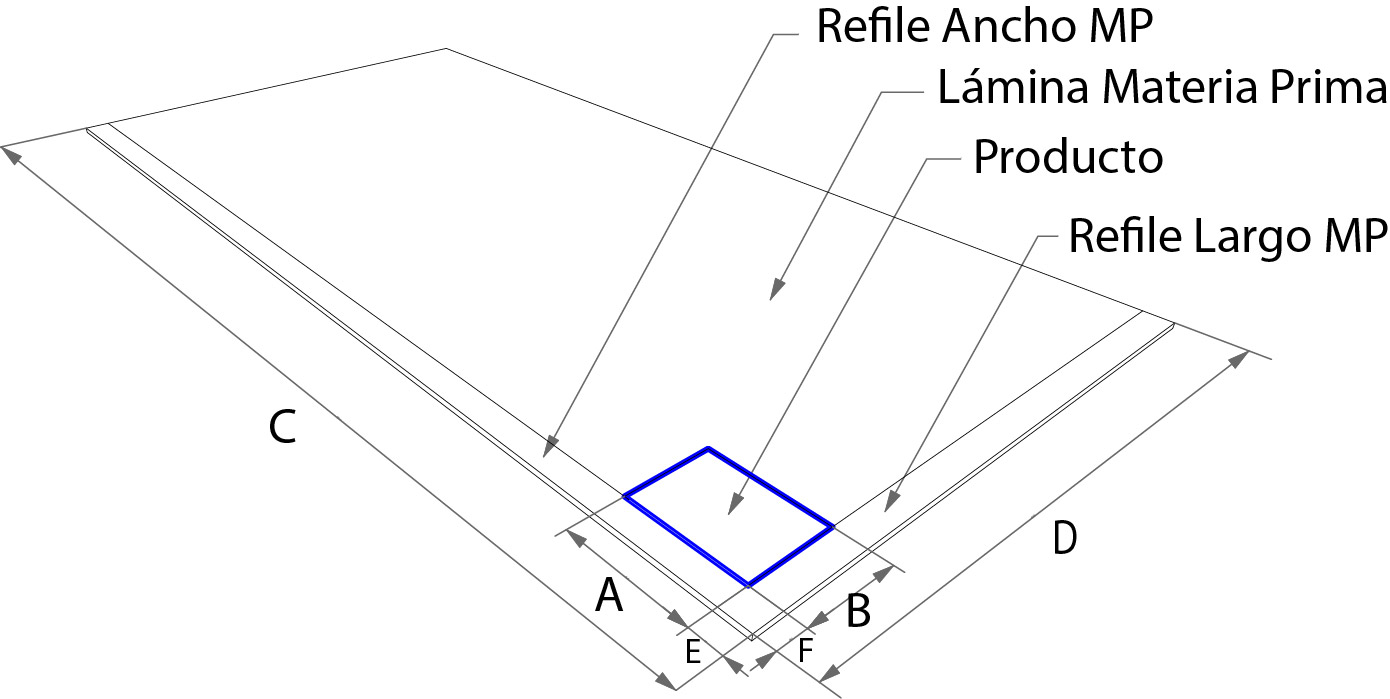 Refile Ancho MP
Lámina Materia Prima
Producto
Refile Largo MP
C
D
A
B
E
F